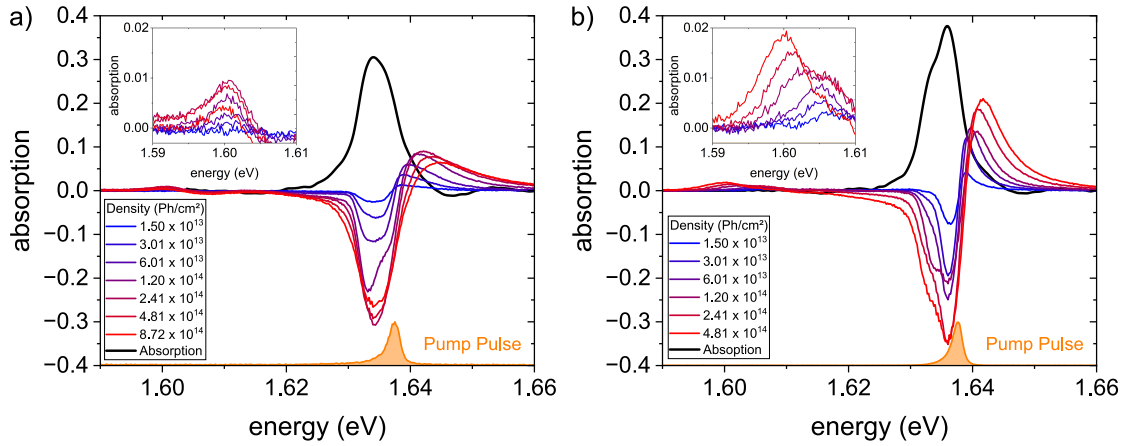 a)
0.4
0.3
0.2
0.1
0.0
-0.1
-0.2
-0.3
-0.4
absorption
0.02
0.01
0.00
absorption
1.59
1.60
1.61
energy (eV)
Density (Ph/cm²)
1.50 x 10¹³
3.01 x 10¹³
6.01 x 10¹³
1.20 x 10¹⁴
2.41 x 10¹⁴
4.81 x 10¹⁴
8.72 x 10¹⁴
Absorption
Pump Pulse
1.60
1.62
1.64
1.66
energy (eV)
b)
0.4
0.3
0.2
0.1
0.0
-0.1
-0.2
-0.3
-0.4
absorption
0.02
0.01
0.00
absorption
1.59
1.60
1.61
energy (eV)
Density (Ph/cm²)
1.50 x 10¹³
3.01 x 10¹³
6.01 x 10¹³
1.20 x 10¹⁴
2.41 x 10¹⁴
4.81 x 10¹⁴
Absoption
Pump Pulse
1.60
1.62
1.64
1.66
energy (eV)